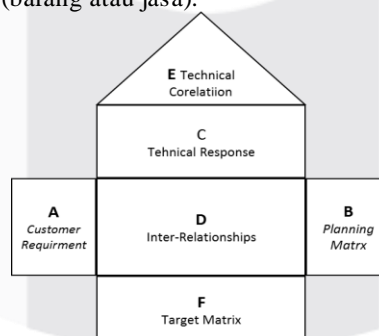 (barang atau jasa).
E Technical
Corelatiion
C
Tehnical Response
A
Customer
Requirment
D
Inter-Relationships
B
Planning
Matrx
F
Target Matrix